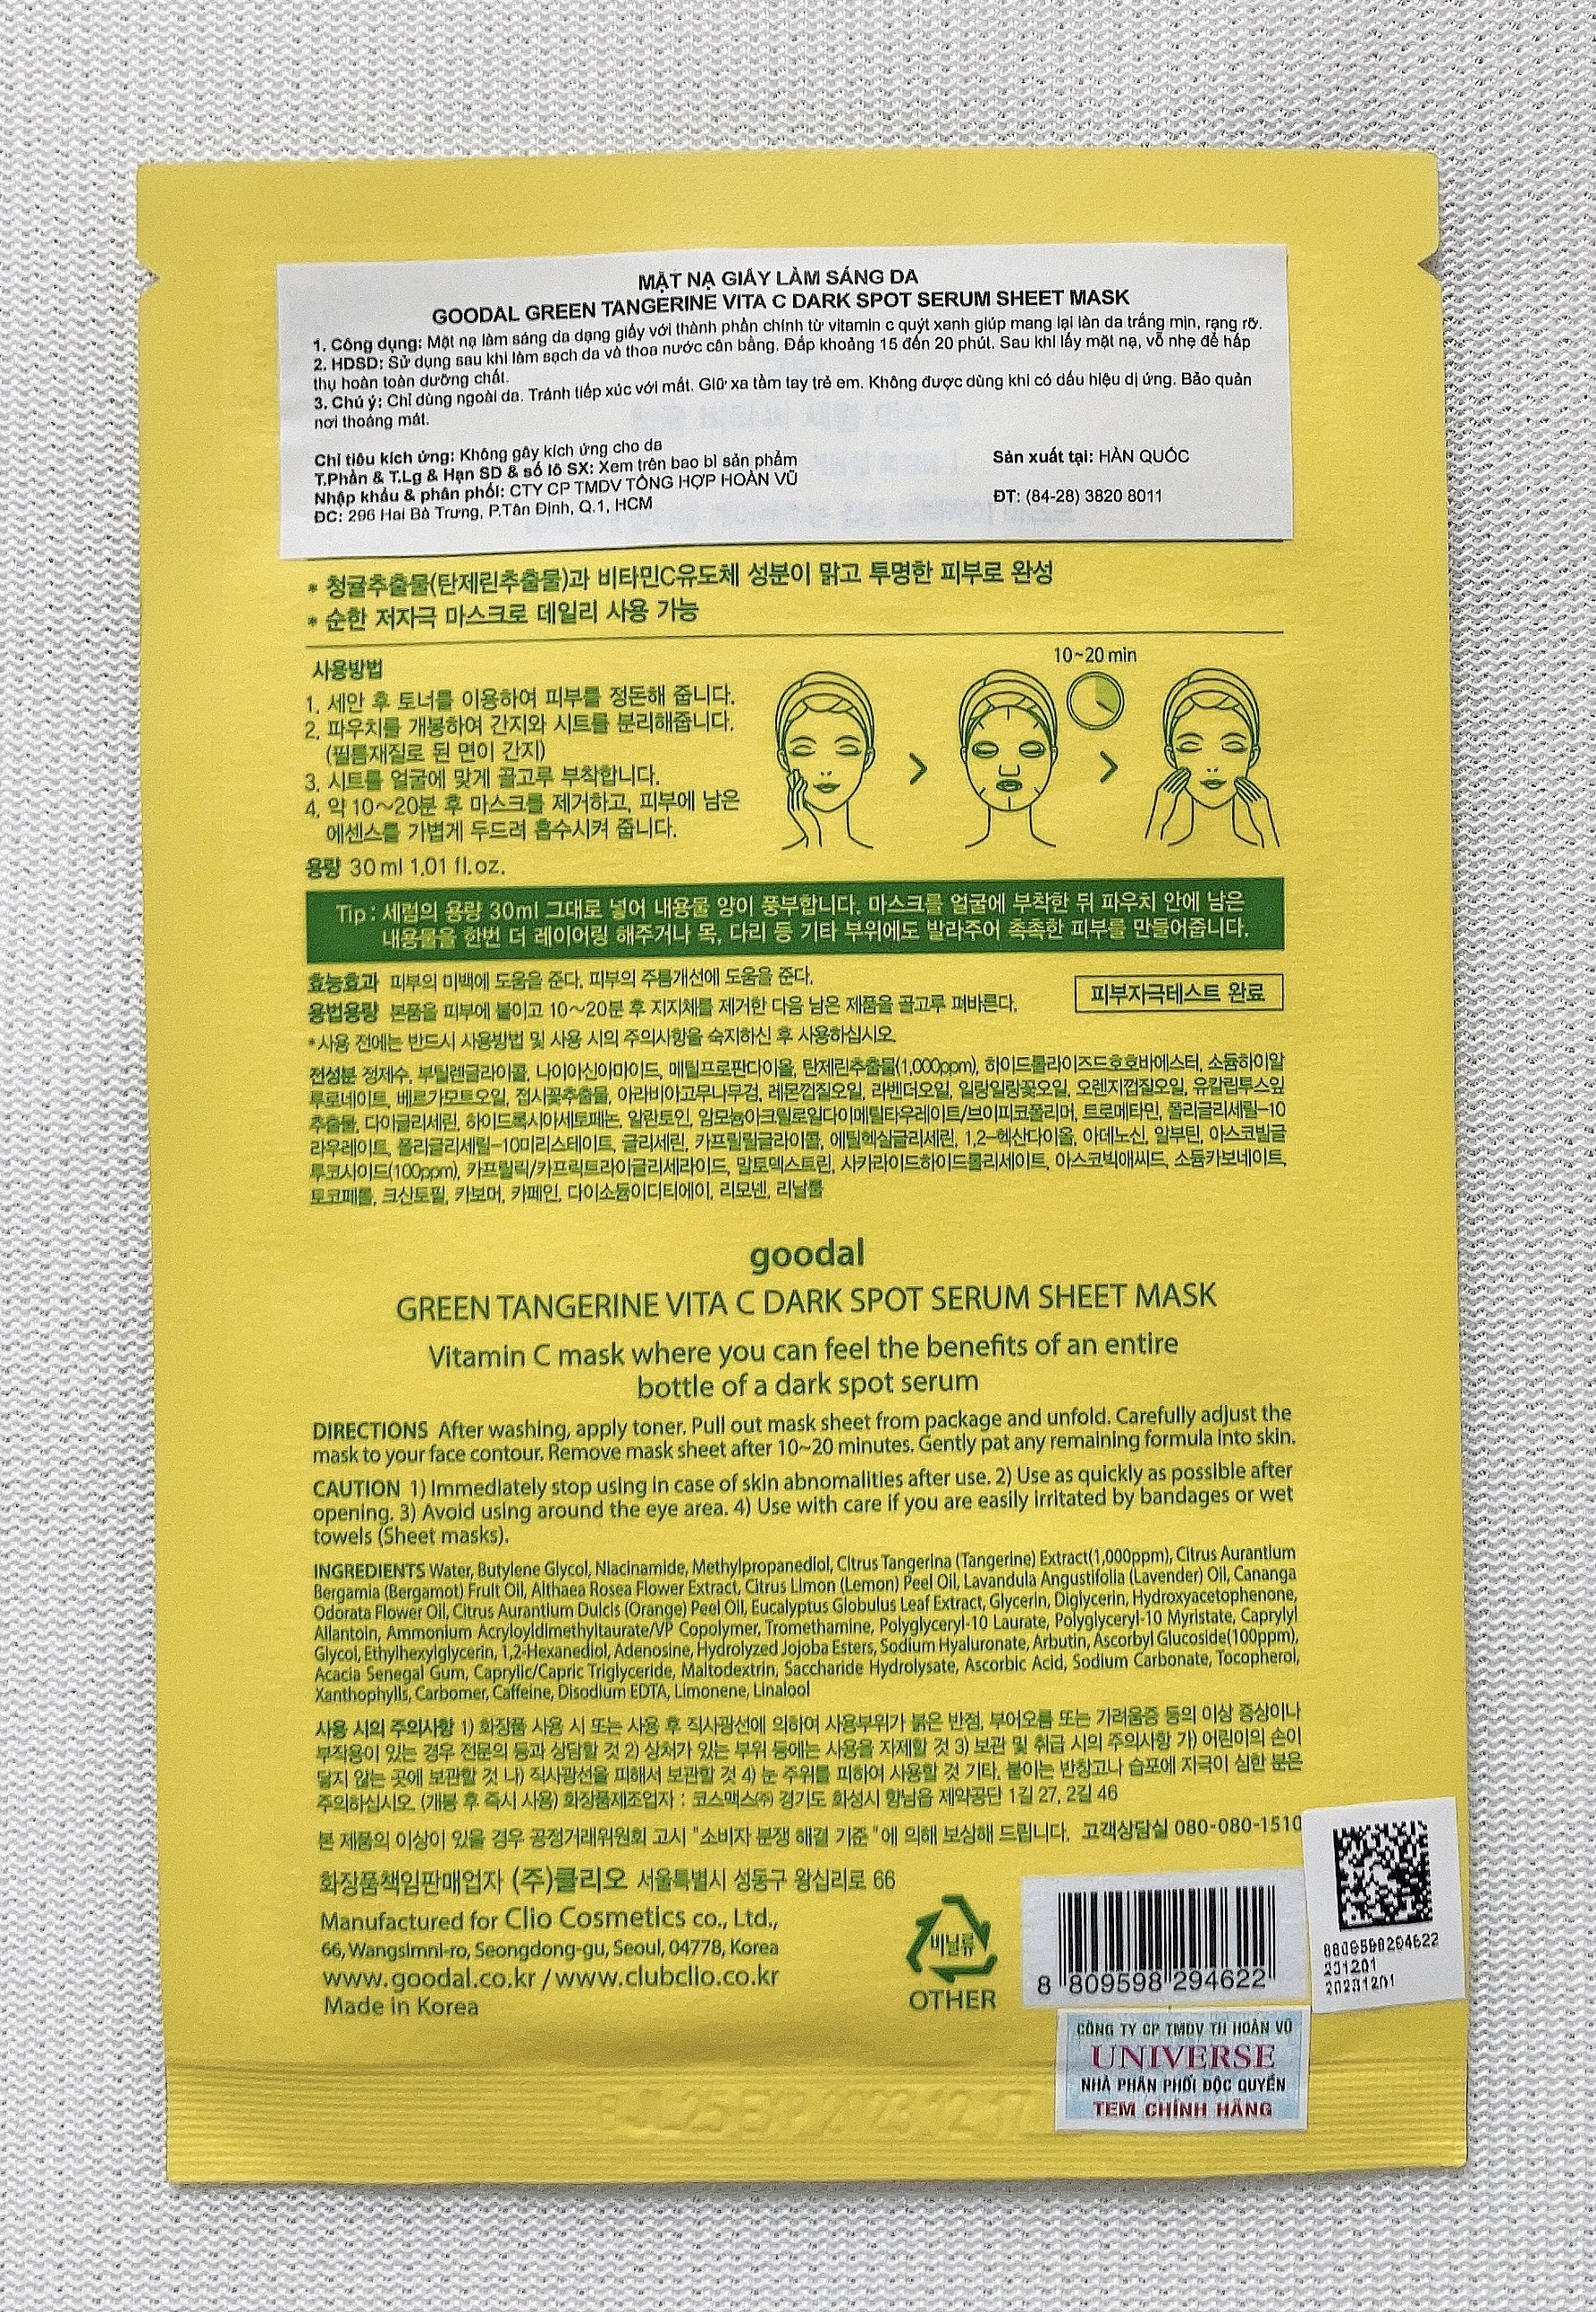 MẶT NẠ GIẤY LÀM SÁNG DA
GOODAL GREEN TANGERINE VITA C DARK SPOT SERUM SHEET MASK
1. Công dụng: Mặt nạ làm sáng da dạng giấy với thành phần chính từ vitamin c quýt xanh giúp mang lại làn da trắng mịn, rạng rỡ.
2. HDSD: Sử dụng sau khi làm sạch da và thoa nước cân bằng. Đắp khoảng 15 đến 20 phút. Sau khi lấy mặt nạ, vỗ nhẹ để hấp
thụ hoàn toàn dưỡng chất.
3. Chú ý: Chỉ dùng ngoài da. Tránh tiếp xúc với mắt. Giữ xa tầm tay trẻ em. Không được dùng khi có dấu hiệu dị ứng. Bảo quản
nơi thoáng mát.
Chỉ tiêu kích ứng: Không gây kích ứng cho da
T.Phần & T.Lg & Hạn SD & số lô SX: Xem trên bao bì sản phẩm
Nhập khẩu & phân phối: CTY CP TMDV TỔNG HỢP HOÀN VŨ
ĐC: 296 Hai Bà Trưng, P.Tân Định, Q.1, HCM
Sản xuất tại: HÀN QUỐC
ĐT: (84-28) 3820 8011
* 청귤추출물(탄제린추출물)과 비타민C유도체 성분이 맑고 투명한 피부로 완성
* 순한 저자극 마스크로 데일리 사용 가능
사용방법
1. 세안 후 토너를 이용하여 피부를 정돈해 줍니다.
2. 파우치를 개봉하여 간지와 시트를 분리해줍니다.
(필름재질로 된 면이 간지)
3. 시트를 얼굴에 맞게 골고루 부착합니다.
4. 약 10~20분 후 마스크를 제거하고, 피부에 남은
에센스를 가볍게 두드려 흡수시켜 줍니다.
10~20 min
용량 30 ml 1.01 fl.oz.
Tip : 세럼의 용량 30ml 그대로 넣어 내용물 양이 풍부합니다. 마스크를 얼굴에 부착한 뒤 파우치 안에 남은
내용물을 한번 더 레이어링 해주거나 목, 다리 등 기타 부위에도 발라주어 촉촉한 피부를 만들어줍니다.
효능효과 피부의 미백에 도움을 준다. 피부의 주름개선에 도움을 준다.
용법용량 본품을 피부에 붙이고 10~20분 후 지지체를 제거한 다음 남은 제품을 골고루 펴바른다.
피부자극테스트 완료
*사용 전에는 반드시 사용방법 및 사용 시의 주의사항을 숙지하신 후 사용하십시오.
전성분 정제수, 부틸렌글라이콜, 나이아신아마이드, 메틸프로판다이올, 탄제린추출물(1,000ppm), 하이드롤라이즈드호호바에스터, 소듐하이알
루로네이트, 베르가모트오일, 접시꽃추출물, 아라비아고무나무검, 레몬껍질오일, 라벤더오일, 일랑일랑꽃오일, 오렌지껍질오일, 유칼립투스잎
추출물, 다이글리세린, 하이드록시아세토페논, 알란토인, 암모늄아크릴로일다이메틸타우레이트/브이피코폴리머, 트로메타민, 폴리글리세릴-10
라우레이트, 폴리글리세릴-10미리스테이트, 글리세린, 카프릴릴글라이콜, 에틸헥실글리세린, 1,2-헥산다이올, 아데노신, 알부틴, 아스코빌글
루코사이드(100ppm), 카프릴릭/카프릭트라이글리세라이드, 말토덱스트린, 사카라이드하이드롤리세이트, 아스코빅애씨드, 소듐카보네이트,
토코페롤, 크산토필, 카보머, 카페인, 다이소듐이디티에이, 리모넨, 리날룰
goodal
GREEN TANGERINE VITA C DARK SPOT SERUM SHEET MASK
Vitamin C mask where you can feel the benefits of an entire
bottle of a dark spot serum
DIRECTIONS After washing, apply toner. Pull out mask sheet from package and unfold. Carefully adjust the
mask to your face contour. Remove mask sheet after 10~20 minutes. Gently pat any remaining formula into skin.
CAUTION 1) Immediately stop using in case of skin abnomalities after use. 2) Use as quickly as possible after
opening. 3) Avoid using around the eye area. 4) Use with care if you are easily irritated by bandages or wet
towels (Sheet masks).
INGREDIENTS Water, Butylene Glycol, Niacinamide, Methylpropanediol, Citrus Tangerina (Tangerine) Extract(1,000ppm), Citrus Aurantium
Bergamia (Bergamot) Fruit Oil, Althaea Rosea Flower Extract, Citrus Limon (Lemon) Peel Oil, Lavandula Angustifolia (Lavender) Oil, Cananga
Odorata Flower Oil, Citrus Aurantium Dulcis (Orange) Peel Oil, Eucalyptus Globulus Leaf Extract, Glycerin, Diglycerin, Hydroxyacetophenone,
Allantoin, Ammonium Acryloyldimethyltaurate/VP Copolymer, Tromethamine, Polyglyceryl-10 Laurate, Polyglyceryl-10 Myristate, Caprylyl
Glycol, Ethylhexylglycerin, 1,2-Hexanediol, Adenosine, Hydrolyzed Jojoba Esters, Sodium Hyaluronate, Arbutin, Ascorbyl Glucoside(100ppm),
Acacia Senegal Gum, Caprylic/Capric Triglyceride, Maltodextrin, Saccharide Hydrolysate, Ascorbic Acid, Sodium Carbonate, Tocopherol,
Xanthophylls, Carbomer, Caffeine, Disodium EDTA, Limonene, Linalool
사용 시의 주의사항 1) 화장품 사용 시 또는 사용 후 직사광선에 의하여 사용부위가 붉은 반점, 부어오름 또는 가려움증 등의 이상 증상이나
부작용이 있는 경우 전문의 등과 상담할 것 2) 상처가 있는 부위 등에는 사용을 자제할 것 3) 보관 및 취급 시의 주의사항 가) 어린이의 손이
닿지 않는 곳에 보관할 것 나) 직사광선을 피해서 보관할 것 4) 눈 주위를 피하여 사용할 것 기타. 붙이는 반창고나 습포에 자극이 심한 분은
주의하십시오. (개봉 후 즉시 사용) 화장품제조업자 : 코스맥스㈜ 경기도 화성시 향남읍 제약공단 1길 27, 2길 46
본 제품의 이상이 있을 경우 공정거래위원회 고시 "소비자 분쟁 해결 기준"에 의해 보상해 드립니다. 고객상담실 080-080-1510
화장품책임판매업자 (주)클리오 서울특별시 성동구 왕십리로 66
Manufactured for Clio Cosmetics co., Ltd.,
66, Wangsimni-ro, Seongdong-gu, Seoul, 04778, Korea
www.goodal.co.kr / www.clubclio.co.kr
Made in Korea
비닐류
OTHER
8 809598 294622
8809598294622
231201
20231201
CÔNG TY CP TMDV TH HOÀN VŨ
UNIVERSE
NHÀ PHÂN PHỐI ĐỘC QUYỀN
TEM CHÍNH HÃNG